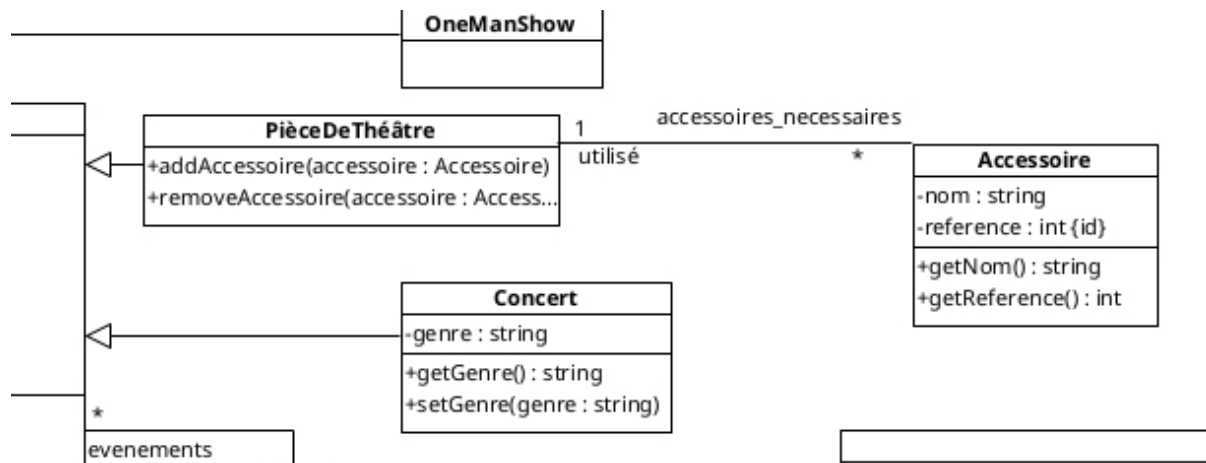 OneManShow
PièceDeThéâtre
+addAccessoire(accessoire : Accessoire)
+removeAccessoire(accessoire : Access...
1
utilisé
accessoires_necessaires
*
Accessoire
-nom : string
-reference : int {id}
+getNom() : string
+getReference() : int
Concert
-genre : string
+getGenre() : string
+setGenre(genre : string)
*
evenements